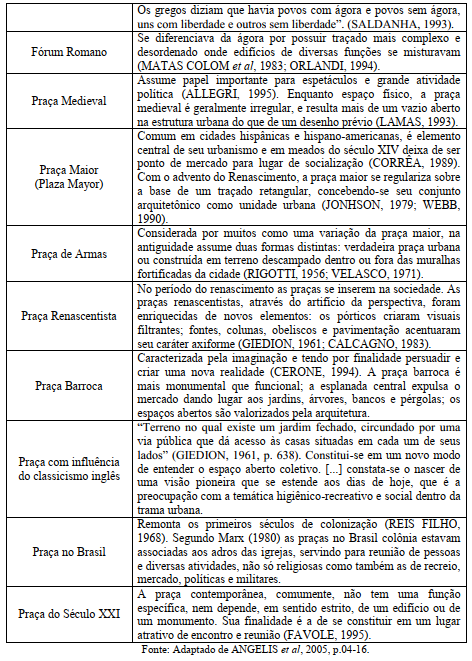 Os gregos diziam que havia povos com ágora e povos sem ágora,
uns com liberdade e outros sem liberdade”. (SALDANHA, 1993).
Fórum Romano
Se diferenciava da ágora por possuir traçado mais complexo e
desordenado onde edifícios de diversas funções se misturavam
(MATAS COLOM et al, 1983; ORLANDI, 1994).
Praça Medieval
Assume papel importante para espetáculos e grande atividade
política (ALLEGRI, 1995). Enquanto espaço físico, a praça
medieval é geralmente irregular, e resulta mais de um vazio aberto
na estrutura urbana do que de um desenho prévio (LAMAS, 1993).
Praça Maior
(Plaza Mayor)
Comum em cidades hispânicas e hispano-americanas, é elemento
central de seu urbanismo e em meados do século XIV deixa de ser
ponto de mercado para lugar de socialização (CORRÊA, 1989).
Com o advento do Renascimento, a praça maior se regulariza sobre
a base de um traçado retangular, concebendo-se seu conjunto
arquitetônico como unidade urbana (JONHSON, 1979; WEBB,
1990).
Praça de Armas
Considerada por muitos como uma variação da praça maior, na
antiguidade assume duas formas distintas: verdadeira praça urbana
ou construída em terreno descampado dentro ou fora das muralhas
fortificadas da cidade (RIGOTTI, 1956; VELASCO, 1971).
Praça Renascentista
No período do renascimento as praças se inserem na sociedade. As
praças renascentistas, através do artifício da perspectiva, foram
enriquecidas de novos elementos: os pórticos criaram visuais
filtrantes; fontes, colunas, obeliscos e pavimentação acentuaram
seu caráter axiforme (GIEDION, 1961; CALCAGNO, 1983).
Praça Barroca
Caracterizada pela imaginação e tendo por finalidade persuadir e
criar uma nova realidade (CERONE, 1994). A praça barroca é
mais monumental que funcional; a esplanada central expulsa o
mercado dando lugar aos jardins, árvores, bancos e pérgolas; os
espaços abertos são valorizados pela arquitetura.
Praça com influência
do classicismo inglês
“Terreno no qual existe um jardim fechado, circundado por uma
via pública que dá acesso às casas situadas em cada um de seus
lados” (GIEDION, 1961, p. 638). Constitui-se em um novo modo
de entender o espaço aberto coletivo. [...] constata-se o nascer de
uma visão pioneira que se estende aos dias de hoje, que é a
preocupação com a temática higiênico-recreativo e social dentro da
trama urbana.
Praça no Brasil
Remonta os primeiros séculos de colonização (REIS FILHO,
1968). Segundo Marx (1980) as praças no Brasil colônia estavam
associadas aos adros das igrejas, servindo para reunião de pessoas
e diversas atividades, não só religiosas como também as de recreio,
mercado, políticas e militares.
Praça do Século XXI
A praça contemporânea, comumente, não tem uma função
específica, nem depende, em sentido estrito, de um edifício ou de
um monumento. Sua finalidade é a de se constituir em um lugar
atrativo de encontro e reunião (FAVOLE, 1995).
Fonte: Adaptado de ANGELIS et al, 2005, p.04-16.